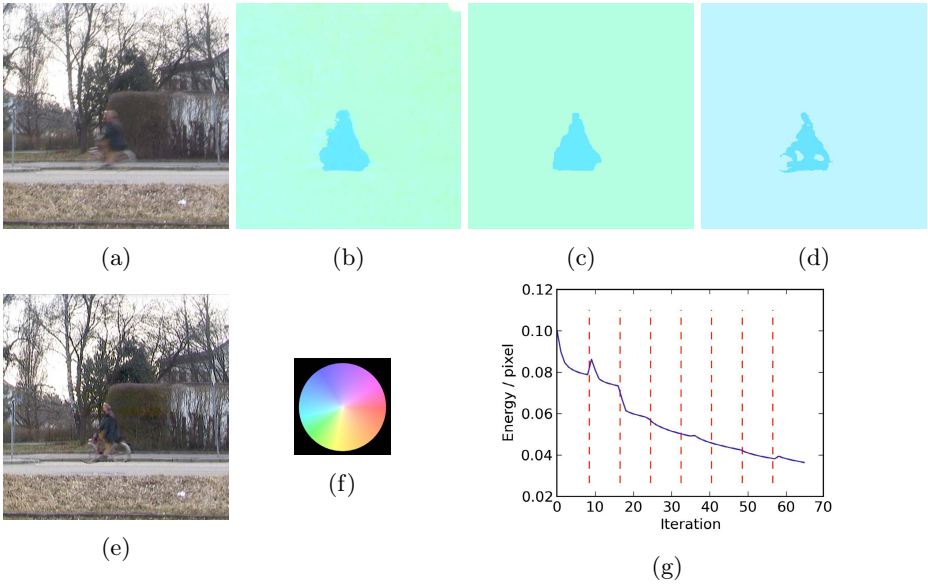 (a)
(b)
(c)
(d)
(e)
(f)
0.12
0.10
0.08
0.06
0.04
0.02
Energy / pixel
0 10 20 30 40 50 60 70
Iteration
(g)